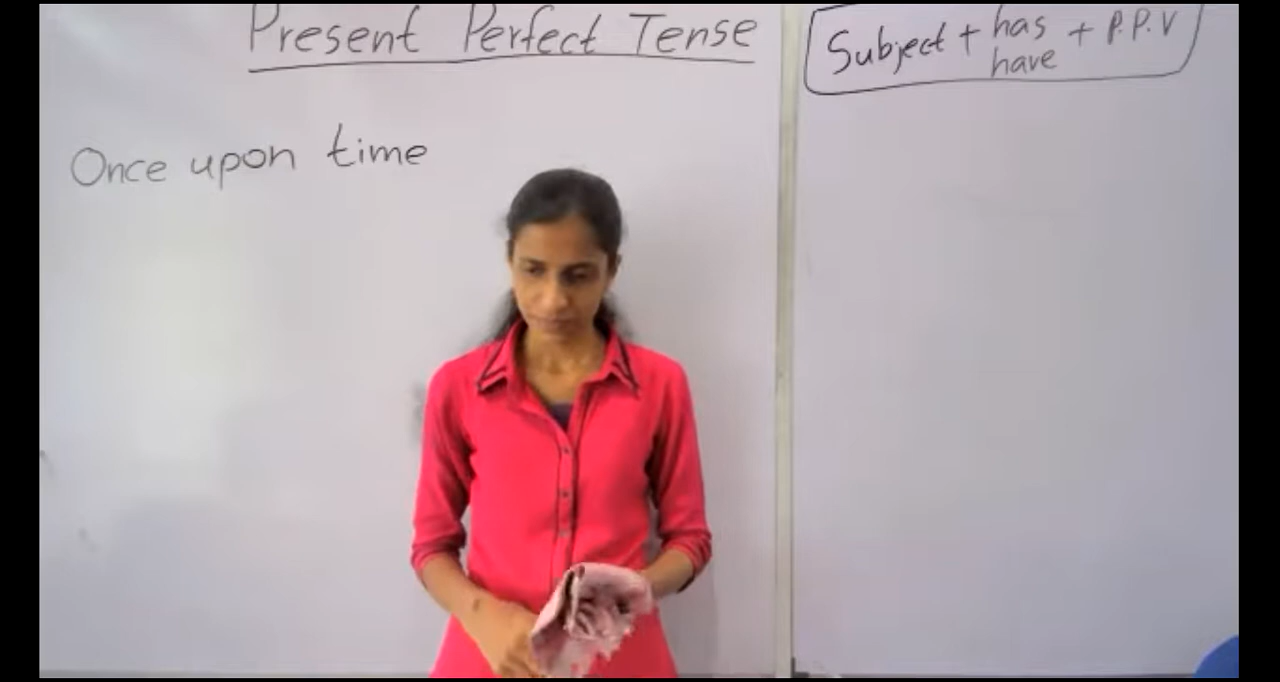 Present Perfect Tense
Subject + has + P.P.V
have
Once upon time